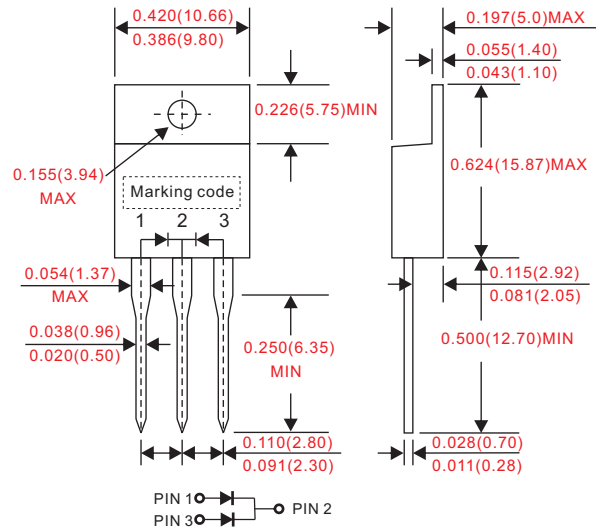 0.420(10.66)
0.386(9.80)
0.197(5.0)MAX
0.055(1.40)
0.043(1.10)
0.226(5.75)MIN
0.155(3.94)
MAX
0.624(15.87)MAX
Marking code
1 2 3
0.054(1.37)
MAX
0.115(2.92)
0.081(2.05)
0.038(0.96)
0.020(0.50)
0.250(6.35)
MIN
0.500(12.70)MIN
0.110(2.80)
0.091(2.30)
0.028(0.70)
0.011(0.28)
PIN 1
PIN 2
PIN 3